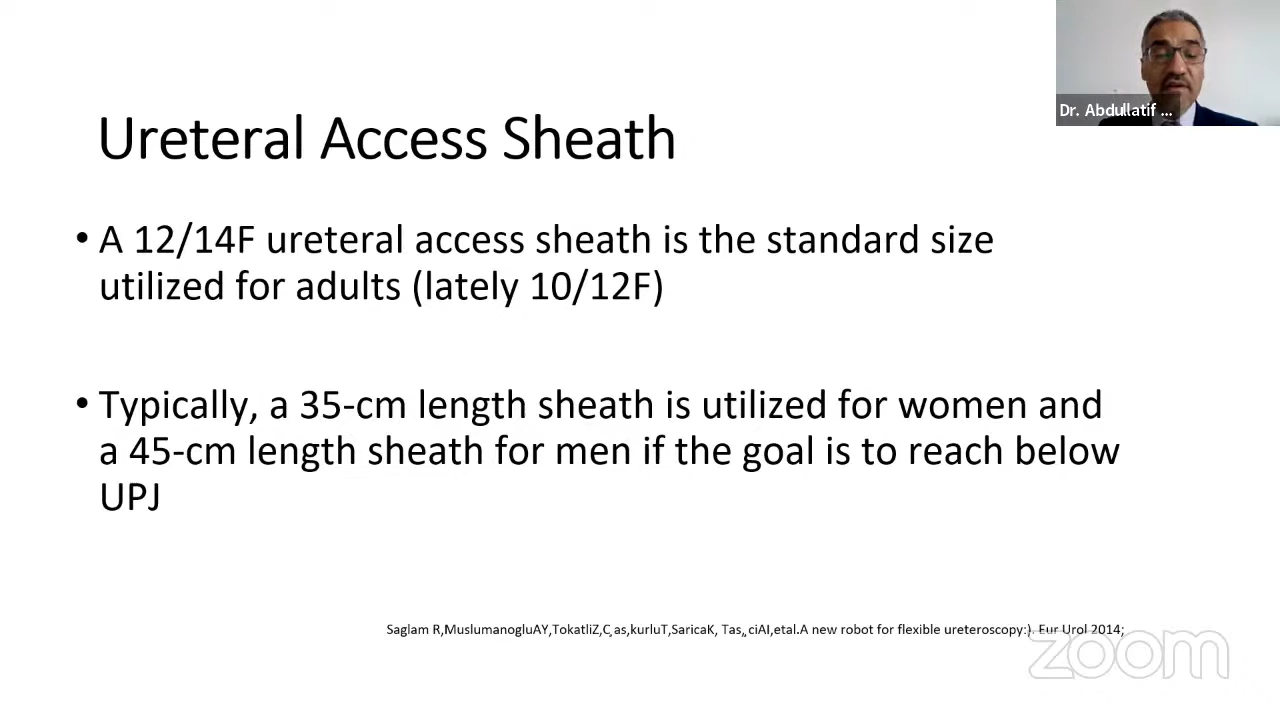 Dr. Abdullatif ...
Ureteral Access Sheath
• A 12/14F ureteral access sheath is the standard size
utilized for adults (lately 10/12F)
• Typically, a 35-cm length sheath is utilized for women and
a 45-cm length sheath for men if the goal is to reach below
UPJ
Saglam R,MuslumanogluAY,TokatliZ,C¸as,kurluT,SaricaK, Tas,¸ciAI,etal.A new robot for flexible ureteroscopy:). Eur Urol 2014;
zoom